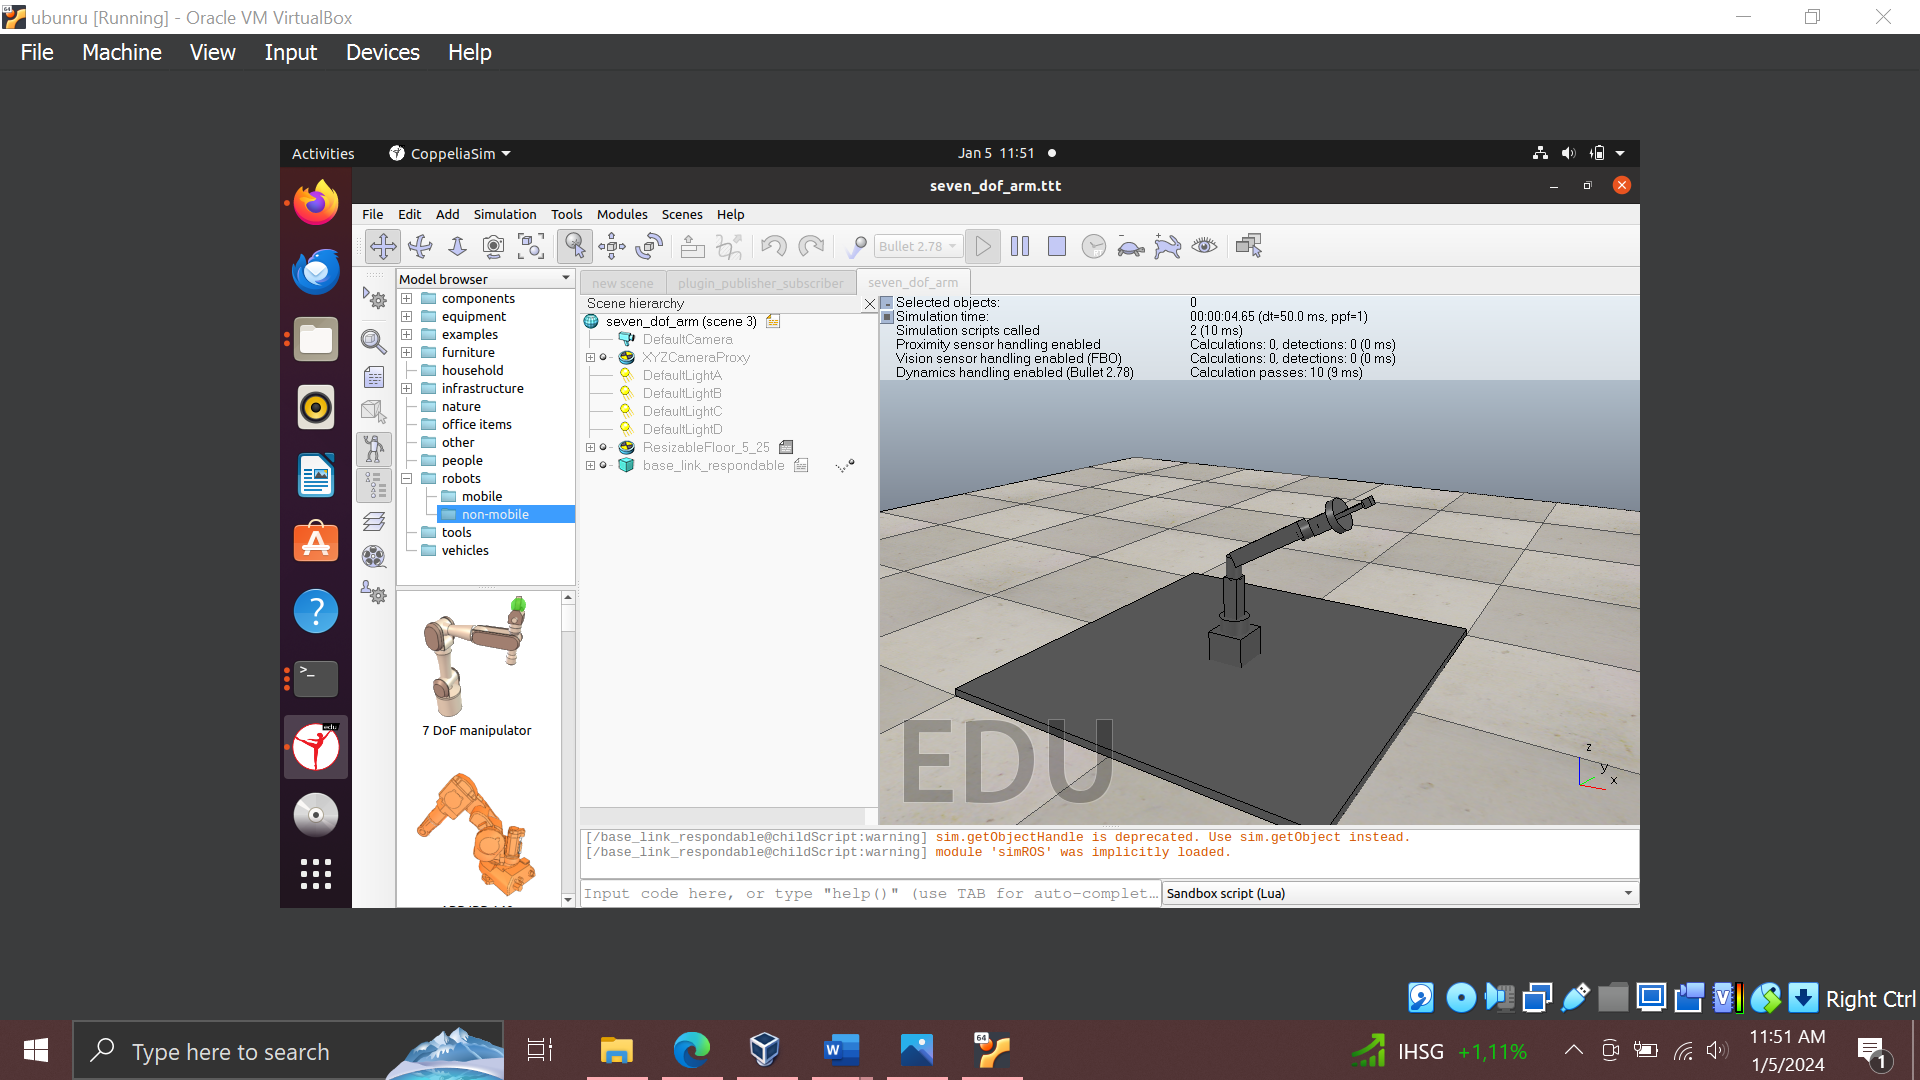 ubunru [Running] - Oracle VM VirtualBox
File Machine View Input Devices Help
Activities CoppeliaSim Jan 5 11:51
seven_dof_arm.ttt
File Edit Add Simulation Tools Modules Scenes Help
Bullet 2.78
Model browser
components
equipment
examples
furniture
household
infrastructure
nature
office items
other
people
robots
mobile
non-mobile
tools
vehicles
7 DoF manipulator
new scene plugin_publisher_subscriber seven_dof_arm
Scene hierarchy
seven_dof_arm (scene 3)
DefaultCamera
XYZCameraProxy
DefaultLightA
DefaultLightB
DefaultLightC
DefaultLightD
ResizableFloor_5_25
base_link_respondable
Selected objects: 0
Simulation time: 00:00:04.65 (dt=50.0 ms, ppf=1)
Simulation scripts called 2 (10 ms)
Proximity sensor handling enabled Calculations: 0, detections: 0 (0 ms)
Vision sensor handling enabled (FBO) Calculations: 0, detections: 0 (0 ms)
Dynamics handling enabled (Bullet 2.78) Calculation passes: 10 (9 ms)
EDU
z
y
x
[/base_link_respondable@childScript:warning] sim.getObjectHandle is deprecated. Use sim.getObject instead.
[/base_link_respondable@childScript:warning] module 'simROS' was implicitly loaded.
Input code here, or type "help()" (use TAB for auto-complet... Sandbox script (Lua)
Right Ctrl
Type here to search
IHSG +1,11%
11:51 AM
1/5/2024
1